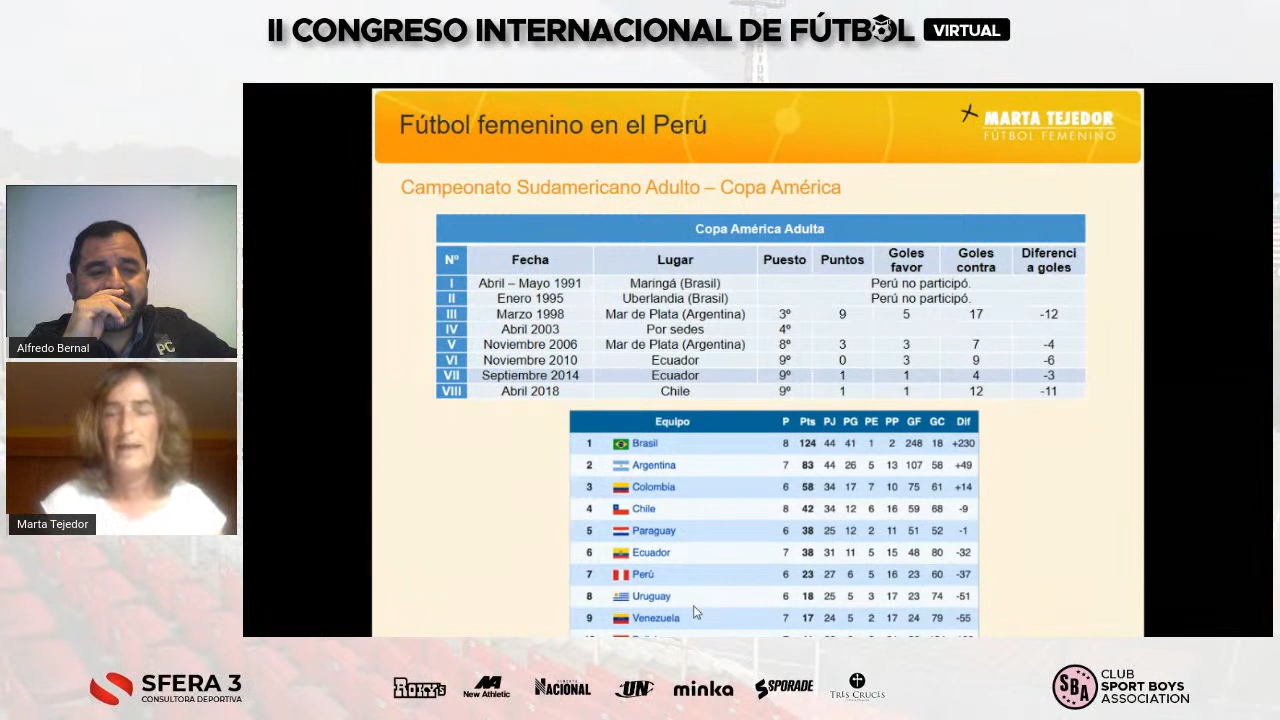 II CONGRESO INTERNACIONAL DE FÚTBOL VIRTUAL
Fútbol femenino en el Perú
MARTA TEJEDOR
FÚTBOL FEMENINO
Campeonato Sudamericano Adulto – Copa América
Copa América Adulta
Nº Fecha Lugar Puesto Puntos Goles favor Goles contra Diferenci a goles
I Abril – Mayo 1991 Maringá (Brasil) Perú no participó.
II Enero 1995 Uberlandia (Brasil) Perú no participó.
III Marzo 1998 Mar de Plata (Argentina) 3º 9 5 17 -12
IV Abril 2003 Por sedes 4º
V Noviembre 2006 Mar de Plata (Argentina) 8º 3 3 7 -4
VI Noviembre 2010 Ecuador 9º 0 3 9 -6
VII Septiembre 2014 Ecuador 9º 1 1 4 -3
VIII Abril 2018 Chile 9º 1 1 12 -11
Equipo P Pts PJ PG PE PP GF GC Dif
1 Brasil 8 124 44 41 1 2 248 18 +230
2 Argentina 7 83 44 26 5 13 107 58 +49
3 Colombia 6 58 34 17 7 10 75 61 +14
4 Chile 8 42 34 12 6 16 59 68 -9
5 Paraguay 6 38 25 12 2 11 51 52 -1
6 Ecuador 7 38 31 11 5 15 48 80 -32
7 Perú 6 23 27 6 5 16 23 60 -37
8 Uruguay 6 18 25 5 3 17 23 74 -51
9 Venezuela 7 17 24 5 2 17 24 79 -55
PC
Alfredo Bernal
Marta Tejedor
SFERA 3
CONSULTORA DEPORTIVA
ROKYS
New Athletic
NACIONAL
UN
minka
SPORADE
TRES CRUCES
SBA
CLUB
SPORT BOYS
ASSOCIATION